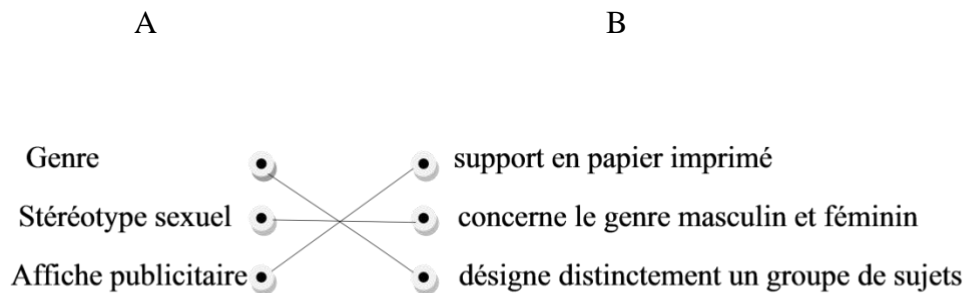 A B
Genre support en papier imprimé
Stéréotype sexuel concerne le genre masculin et féminin
Affiche publicitaire désigne distinctement un groupe de sujets